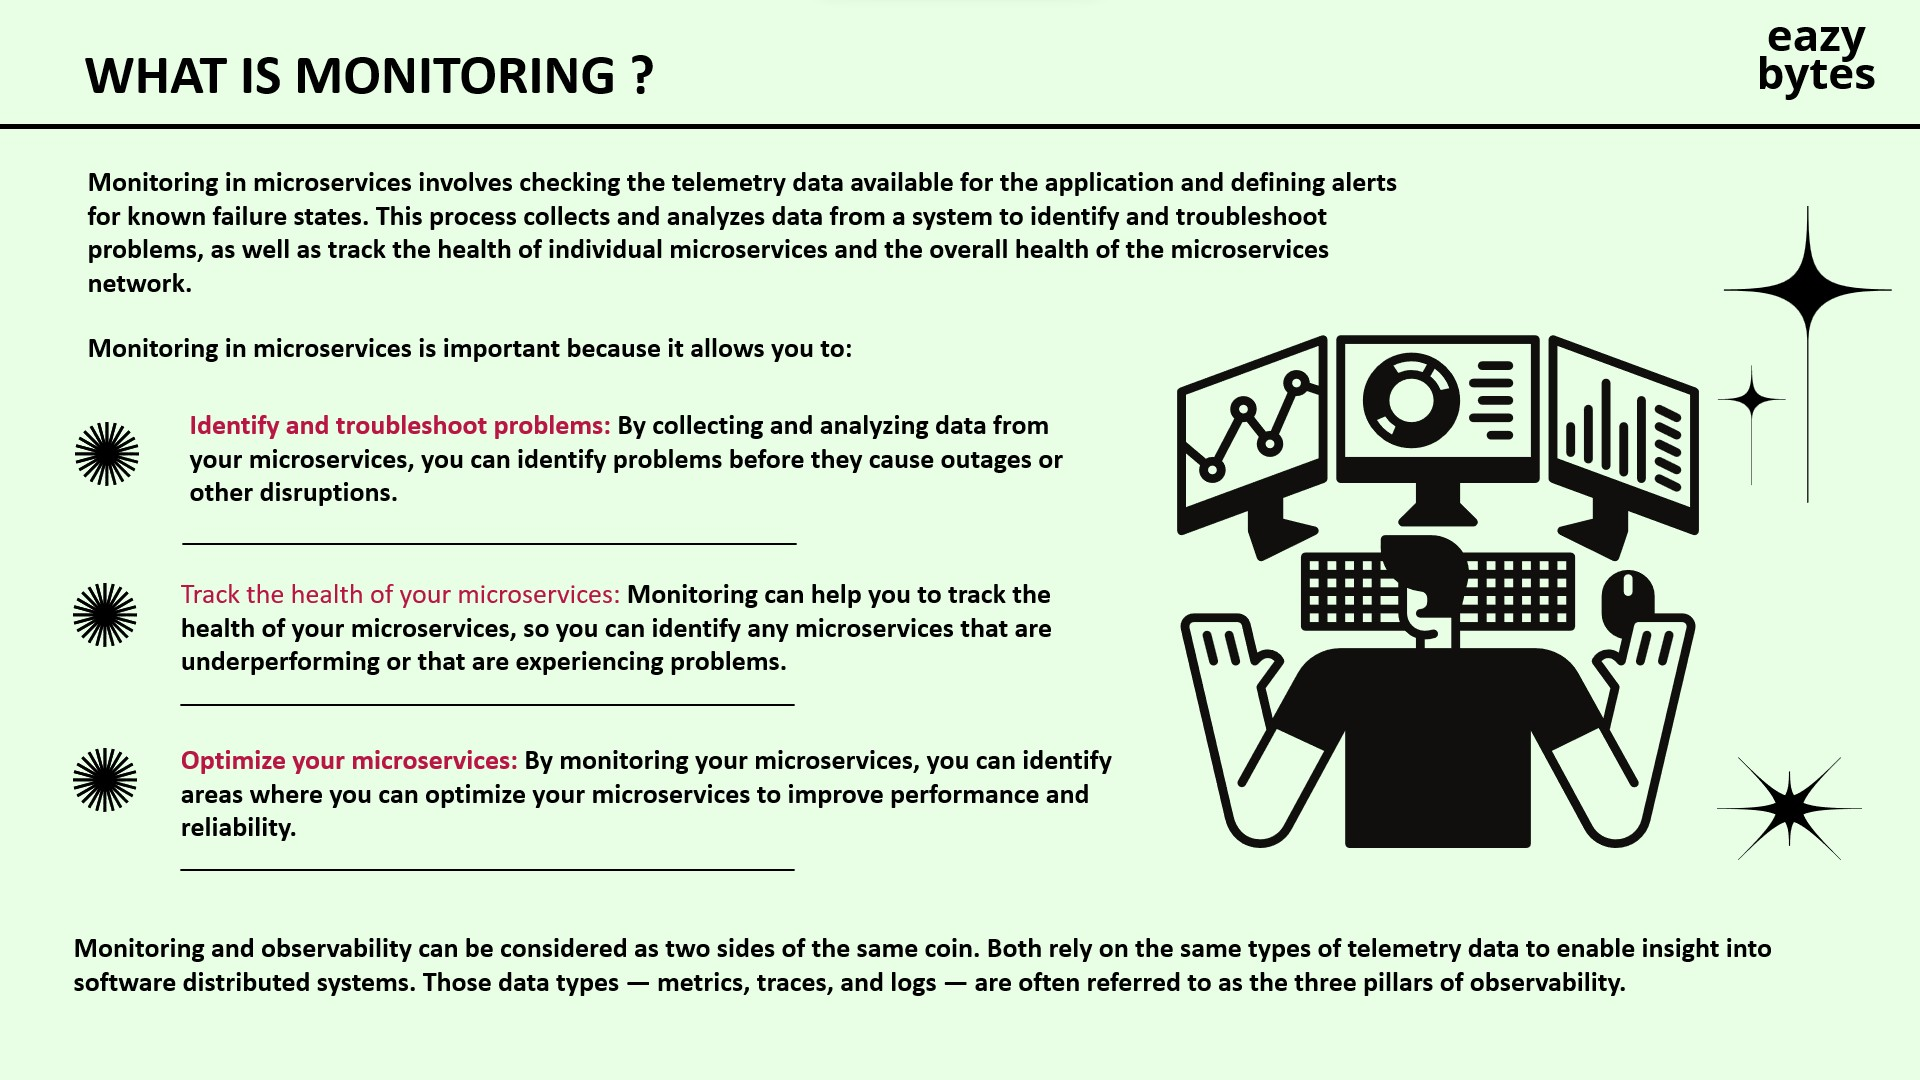 WHAT IS MONITORING ?
eazy
bytes
Monitoring in microservices involves checking the telemetry data available for the application and defining alerts
for known failure states. This process collects and analyzes data from a system to identify and troubleshoot
problems, as well as track the health of individual microservices and the overall health of the microservices
network.
Monitoring in microservices is important because it allows you to:
Identify and troubleshoot problems: By collecting and analyzing data from
your microservices, you can identify problems before they cause outages or
other disruptions.
Track the health of your microservices: Monitoring can help you to track the
health of your microservices, so you can identify any microservices that are
underperforming or that are experiencing problems.
Optimize your microservices: By monitoring your microservices, you can identify
areas where you can optimize your microservices to improve performance and
reliability.
Monitoring and observability can be considered as two sides of the same coin. Both rely on the same types of telemetry data to enable insight into
software distributed systems. Those data types — metrics, traces, and logs — are often referred to as the three pillars of observability.